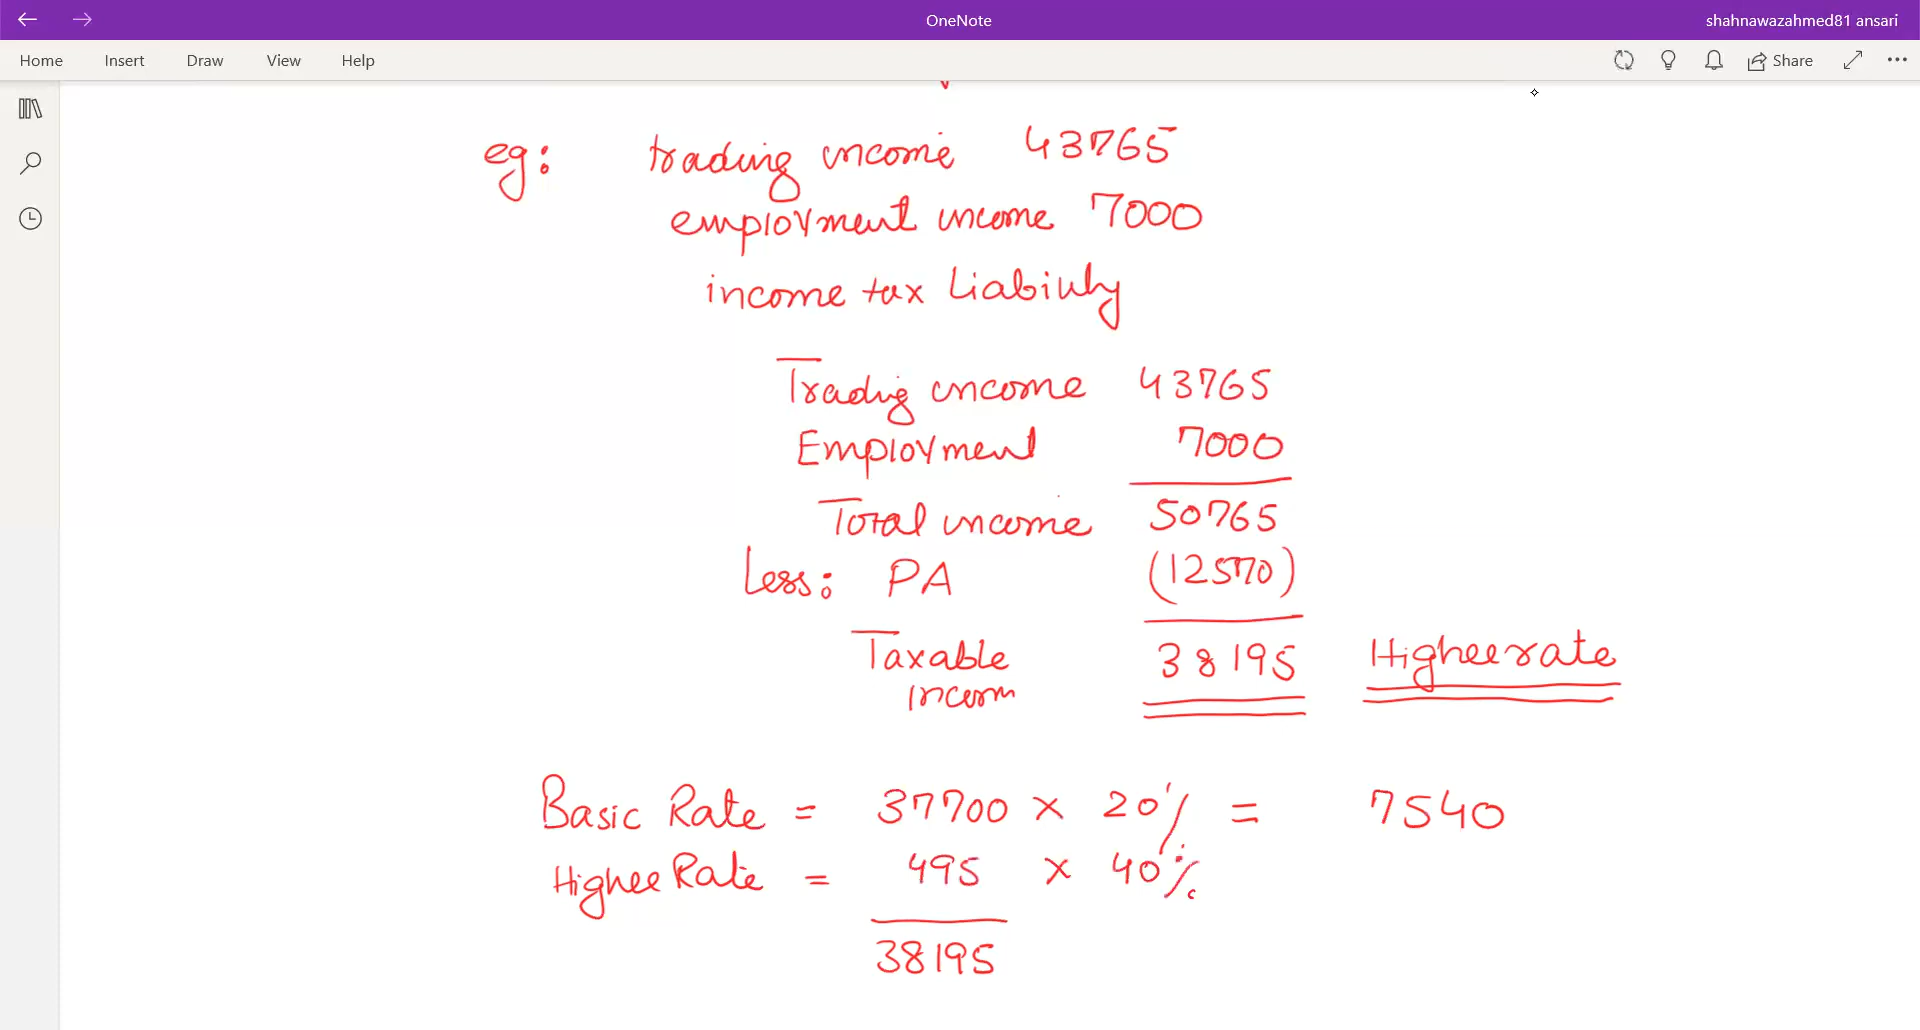 OneNote
shahnawazahmed81 ansari
Home Insert Draw View Help Share
eg: trading income 43765
employment income 7000
income tax Liability
Trading income 43765
Employment 7000
Total income 50765
Less: PA (12570)
Taxable 38195 Higher rate
incom
Basic Rate = 37700 × 20% = 7540
Higher Rate = 495 × 40%
38195